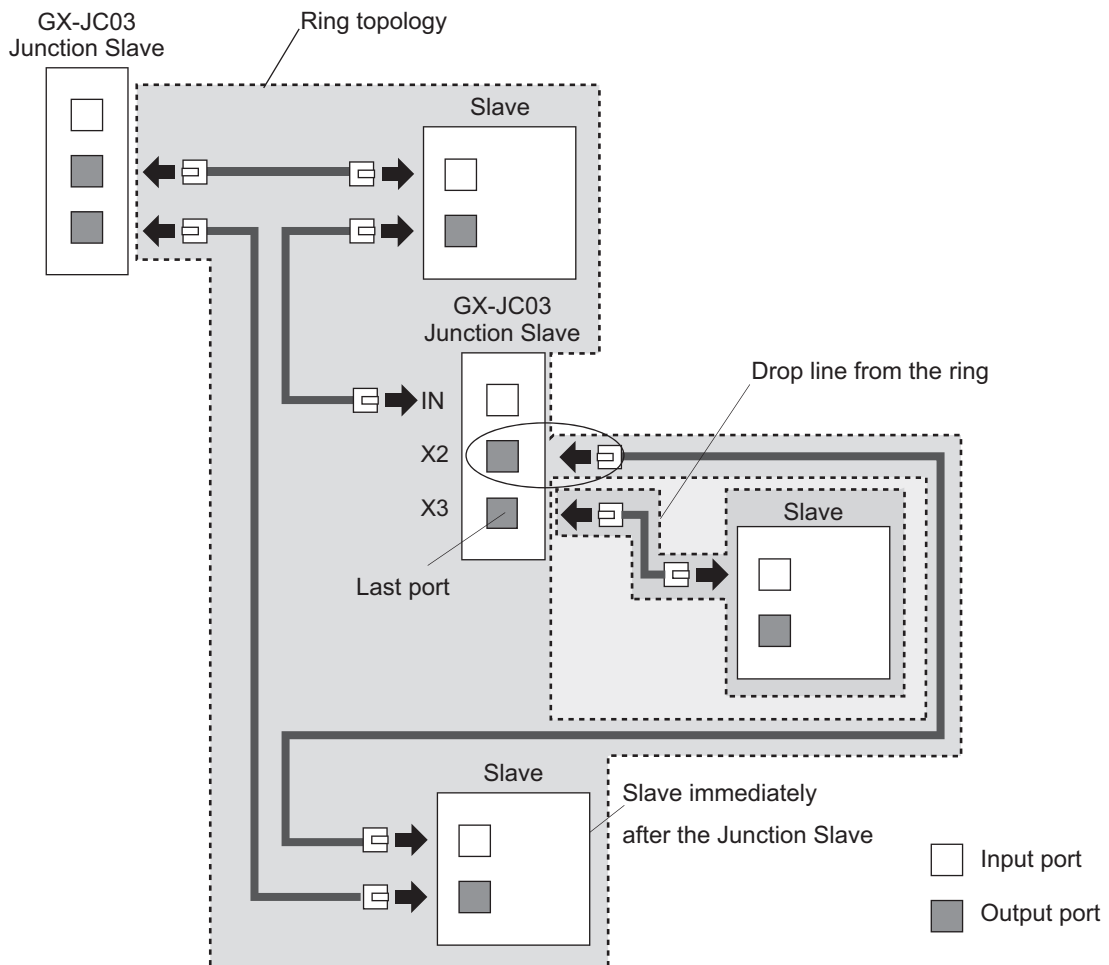 GX-JC03
Junction Slave
Ring topology
Slave
GX-JC03
Junction Slave
Drop line from the ring
IN
X2
X3
Slave
Last port
Slave
Slave immediately
after the Junction Slave
Input port
Output port